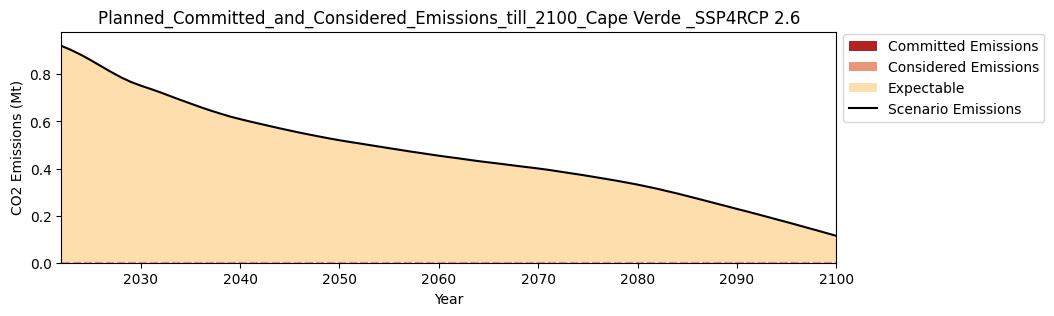 Planned_Committed_and_Considered_Emissions_till_2100_Cape Verde _SSP4RCP 2.6
CO2 Emissions (Mt)
0.8
0.6
0.4
0.2
0.0
2030 2040 2050 2060 2070 2080 2090 2100
Year
Committed Emissions
Considered Emissions
Expectable
Scenario Emissions